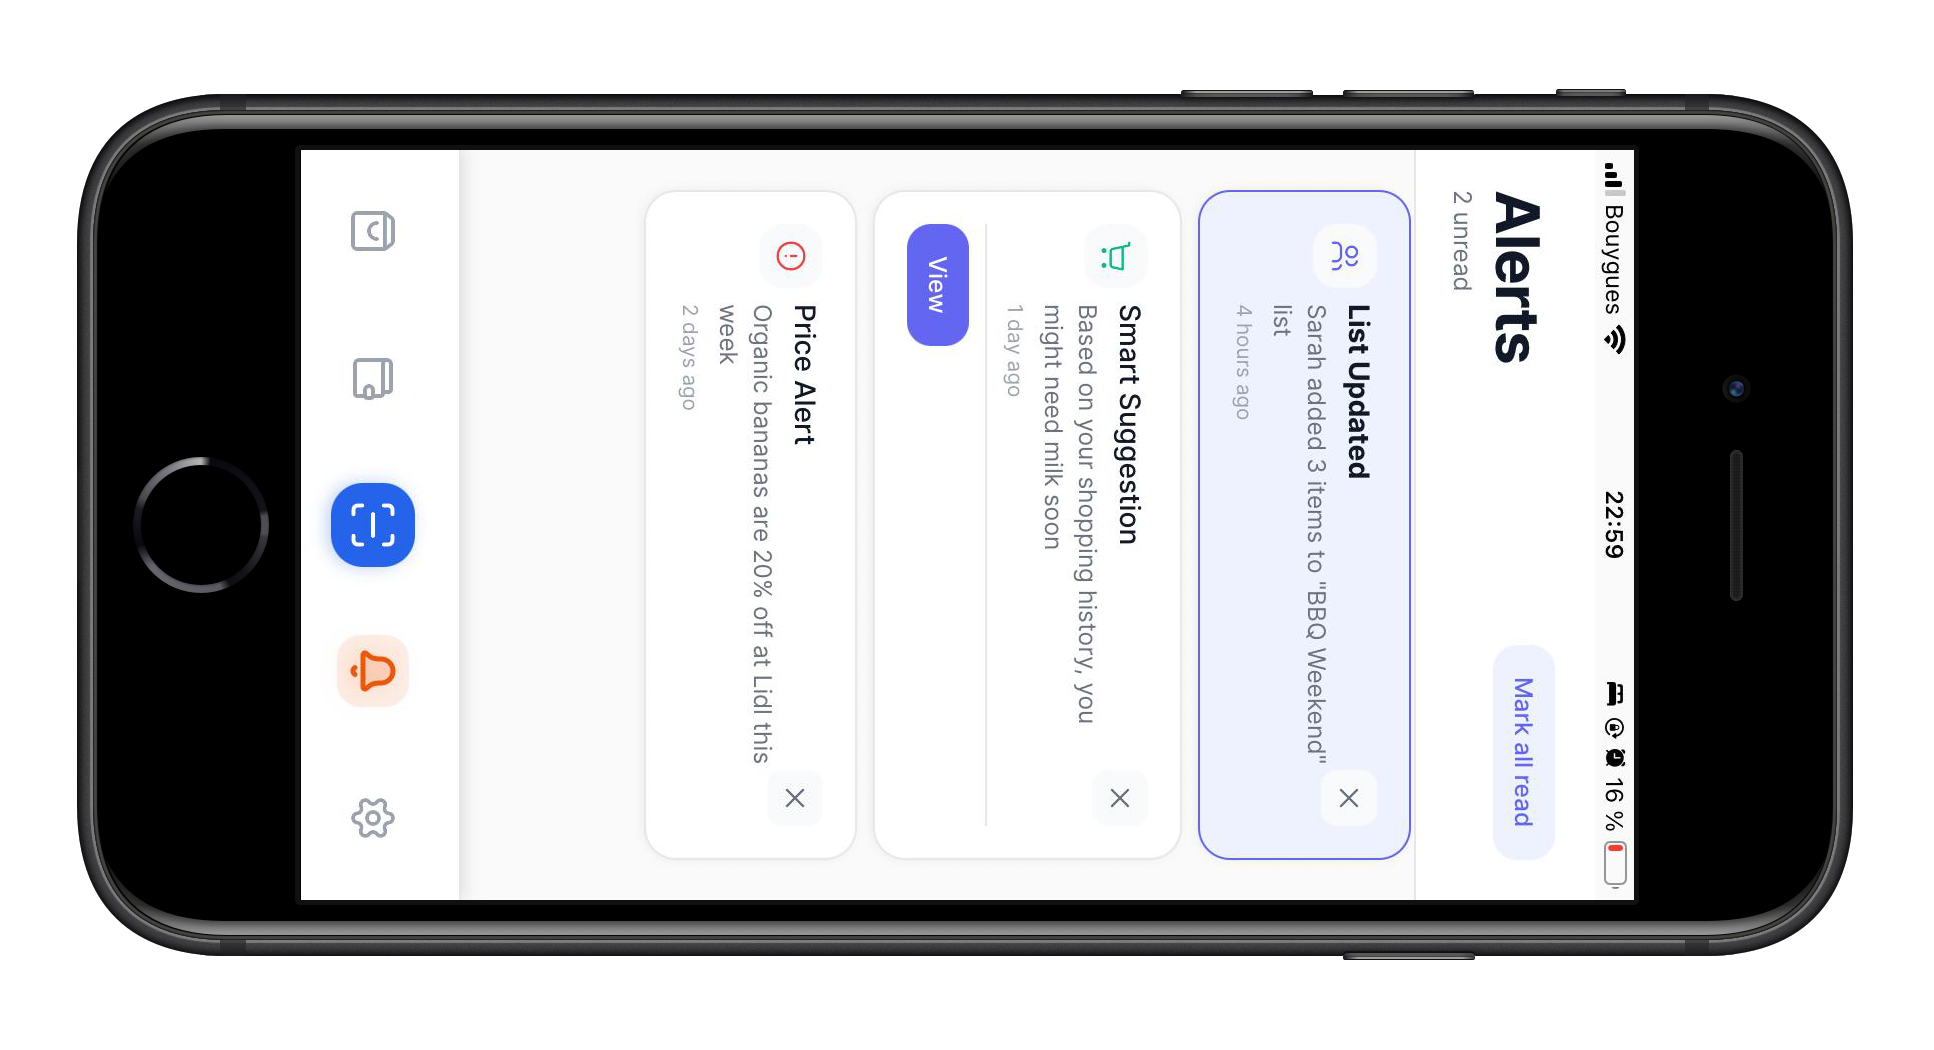 Bouygues 22:59 16 %
Alerts
Mark all read
2 unread
List Updated
Sarah added 3 items to "BBQ Weekend"
list
4 hours ago
Smart Suggestion
Based on your shopping history, you
might need milk soon
1 day ago
View
Price Alert
Organic bananas are 20% off at Lidl this
week
2 days ago